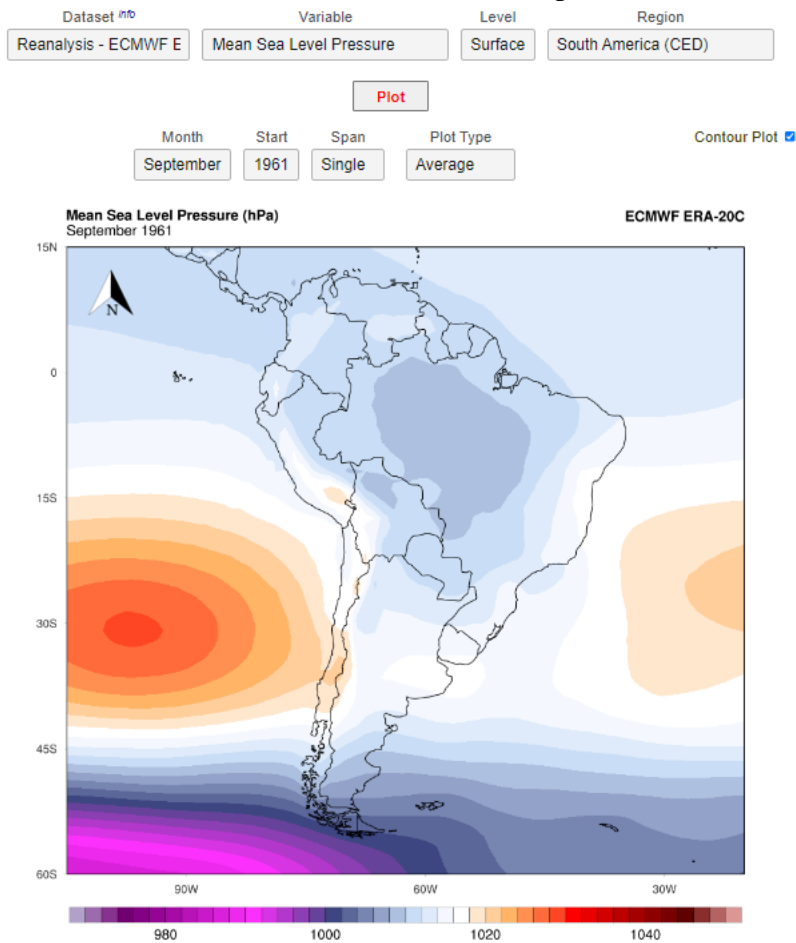 Dataset info Variable Level Region
Reanalysis - ECMWF E Mean Sea Level Pressure Surface South America (CED)
Plot
Month Start Span Plot Type Contour Plot
September 1961 Single Average
Mean Sea Level Pressure (hPa) ECMWF ERA-20C
September 1961
15N
N
0
15S
30S
45S
60S
90W 60W 30W
980 1000 1020 1040